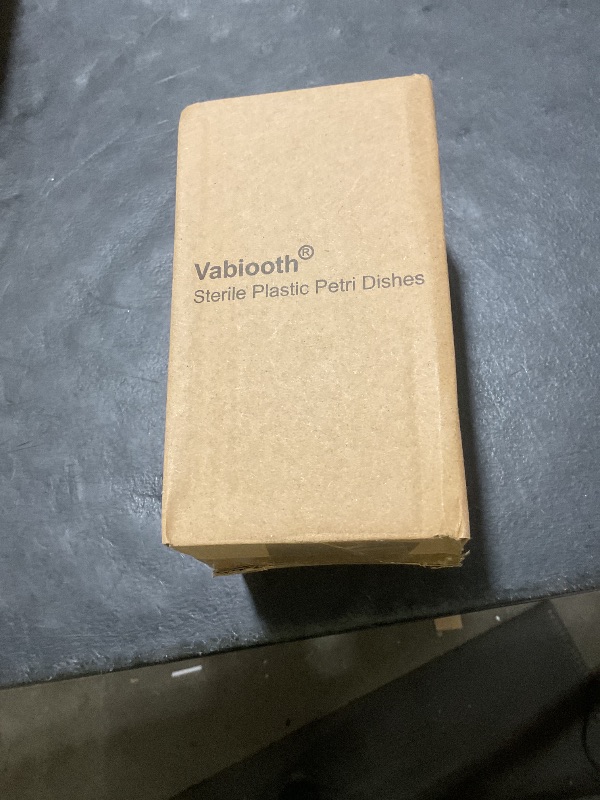 Vabiooth®
Sterile Plastic Petri Dishes